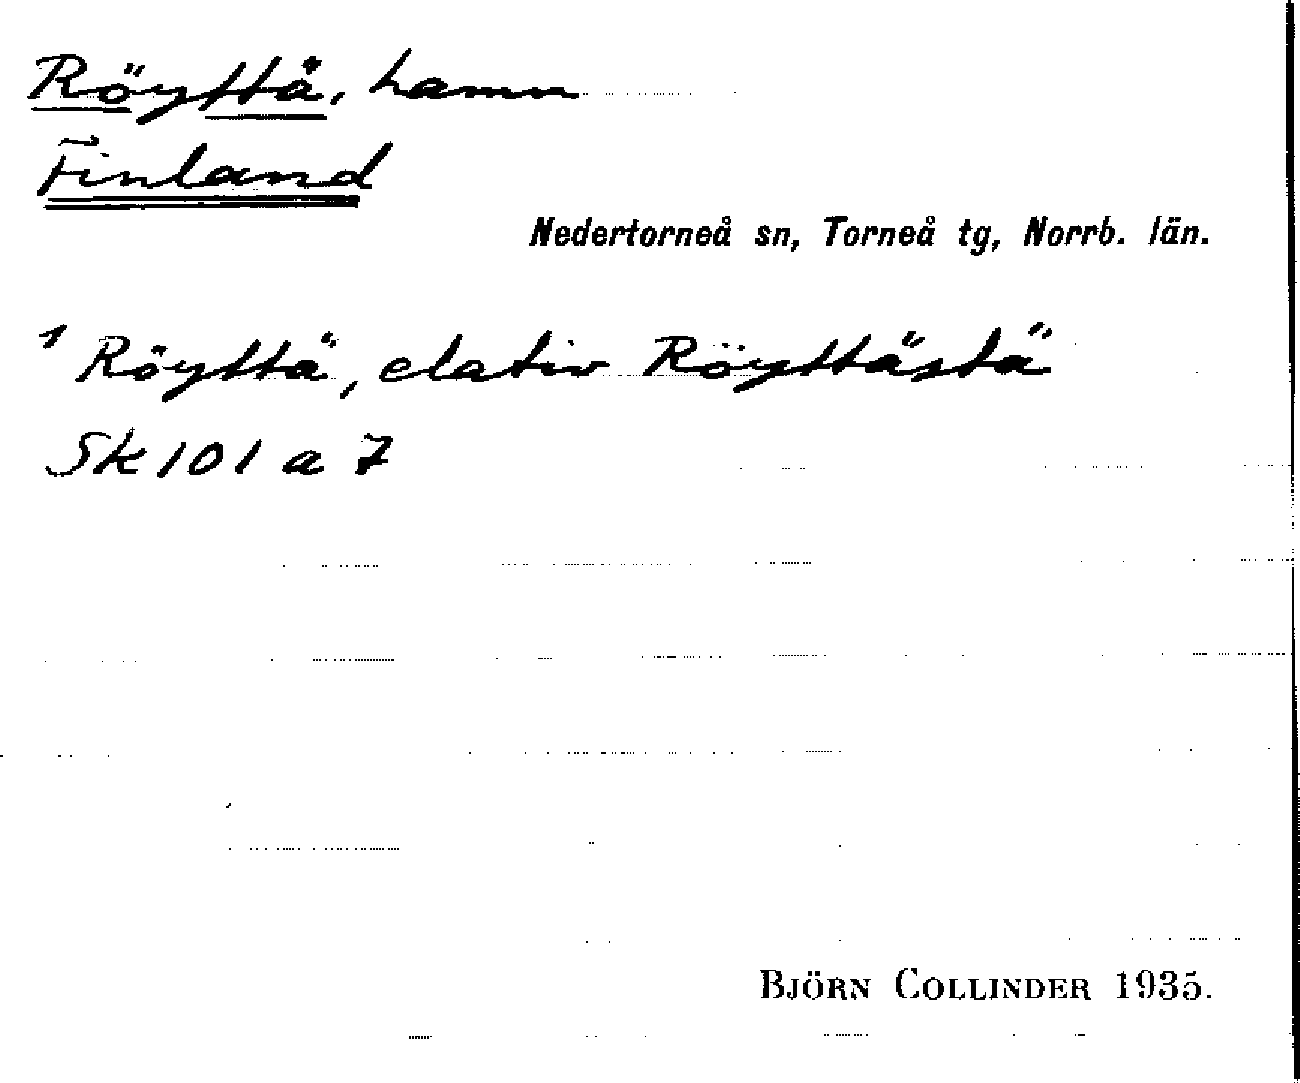 Röyttä, hamn
Finland
Nedertorneå sn, Torneå tg, Norrb. län.
1 Röyttä, elativ Röyttästä
Sk 101 a 7
BJÖRN COLLINDER 1935.